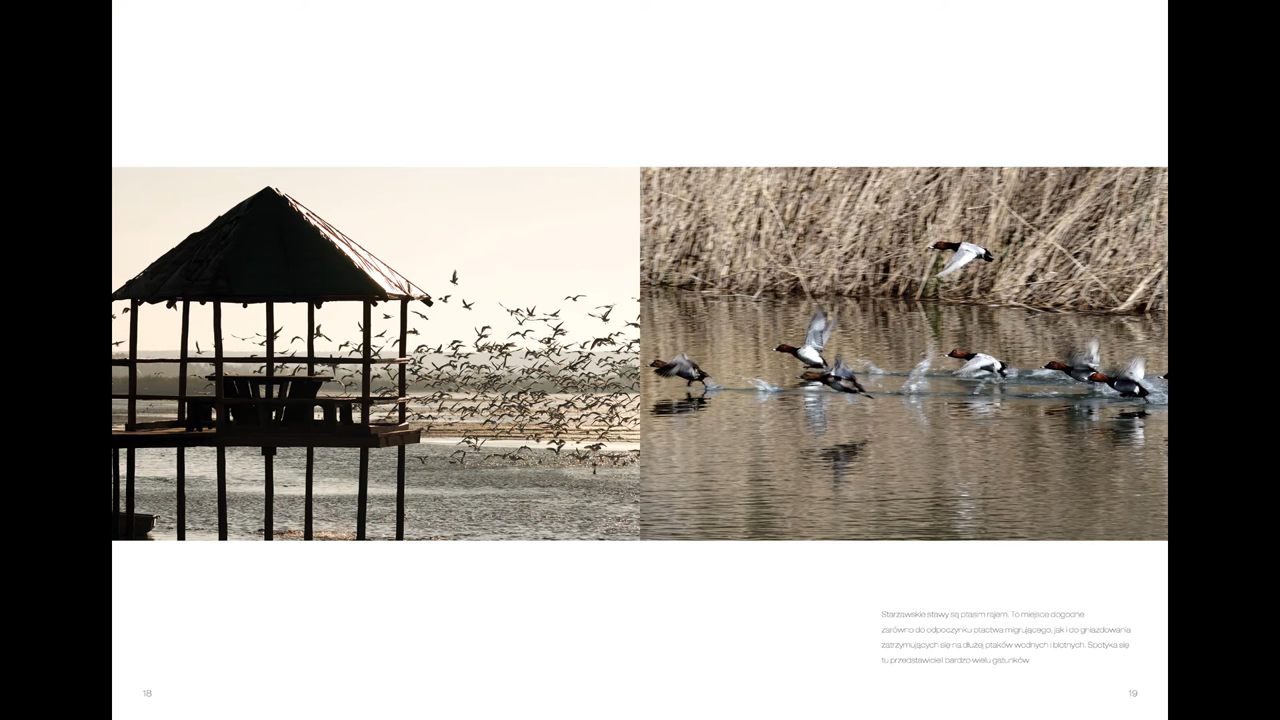 Starzawskie stawy są ptasim rajem. To miejsce dogodne
zarówno do odpoczynku ptactwa migrującego, jak i do gniazdowania
zatrzymujących się na dłużej ptaków wodnych i błotnych. Spotyka się
tu przedstawicieli bardzo wielu gatunków
18
19